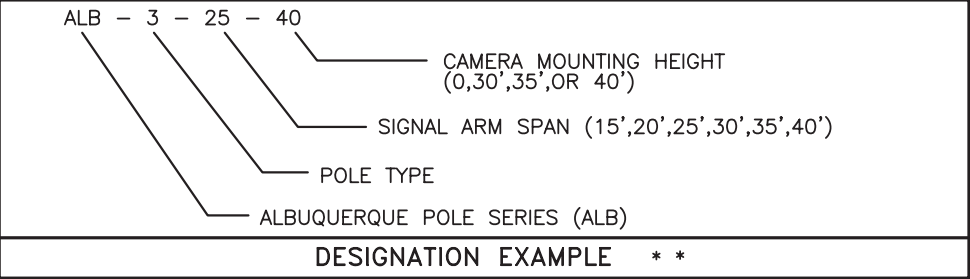 ALB - 3 - 25 - 40
CAMERA MOUNTING HEIGHT
(0,30',35',OR 40')
SIGNAL ARM SPAN (15',20',25',30',35',40')
POLE TYPE
ALBUQUERQUE POLE SERIES (ALB)
DESIGNATION EXAMPLE * *